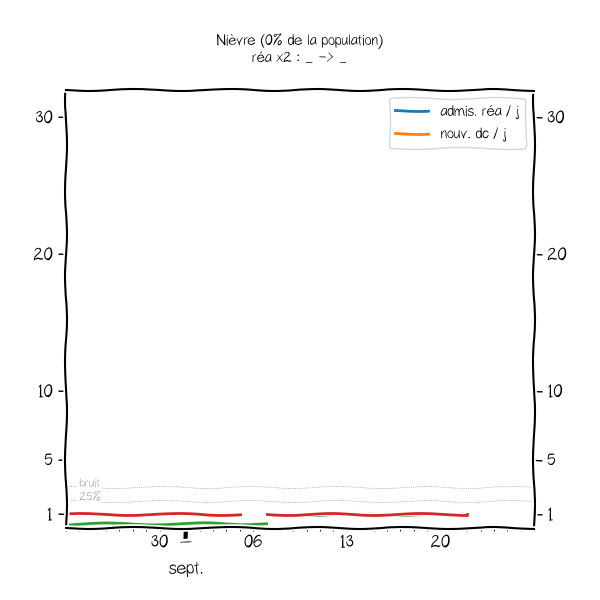 Nièvre (0% de la population)
réa x2 : _ -> _
admis. réa / j
nouv. dc / j
30
30
20
20
10
10
5
5
bruit
25%
1
1
30
06
13
20
sept.